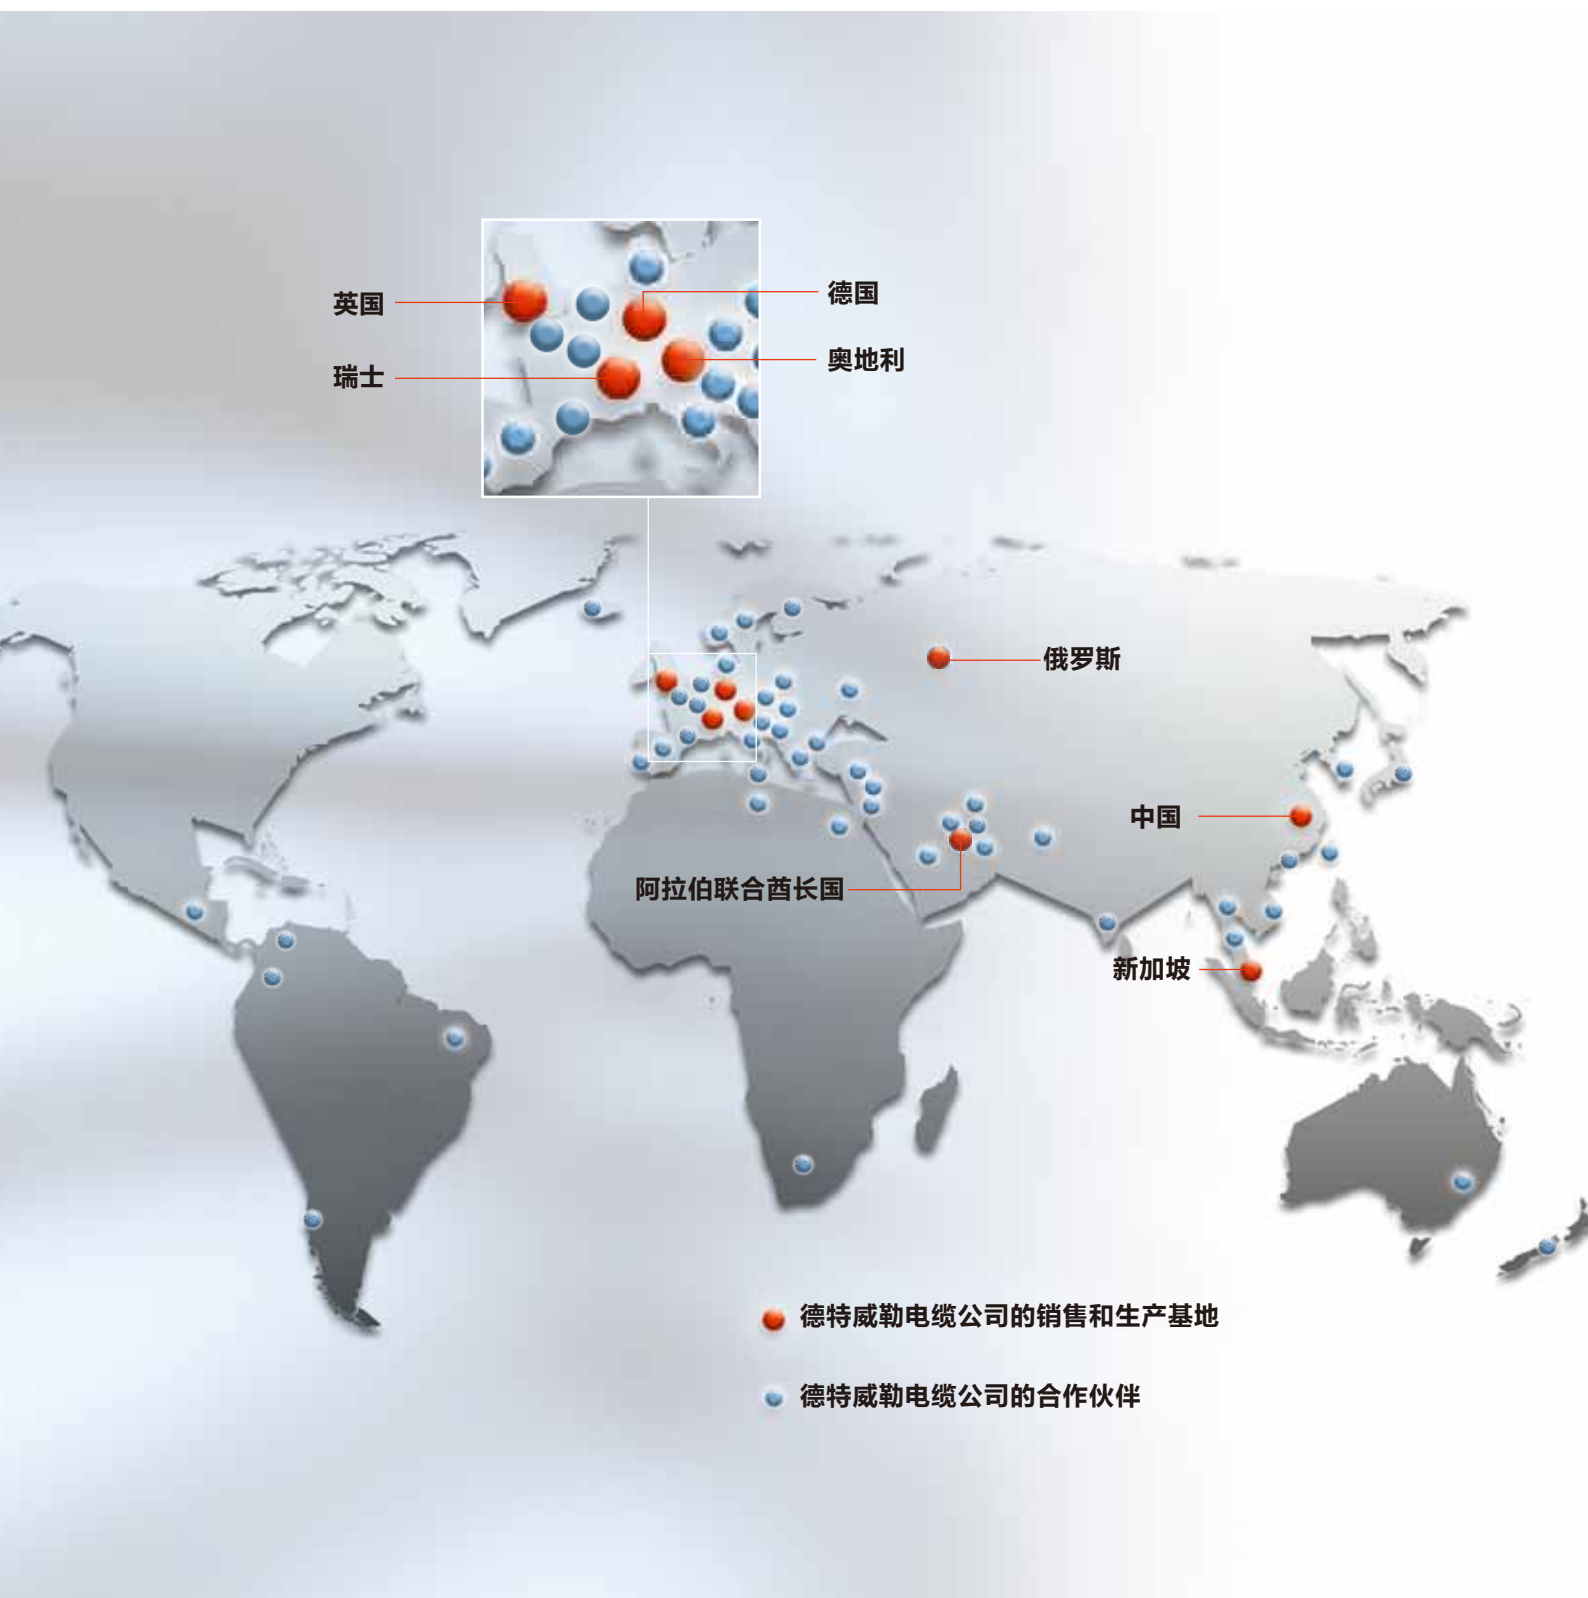 英国
德国
奥地利
瑞士
俄罗斯
中国
阿拉伯联合酋长国
新加坡
德特威勒电缆公司的销售和生产基地
德特威勒电缆公司的合作伙伴